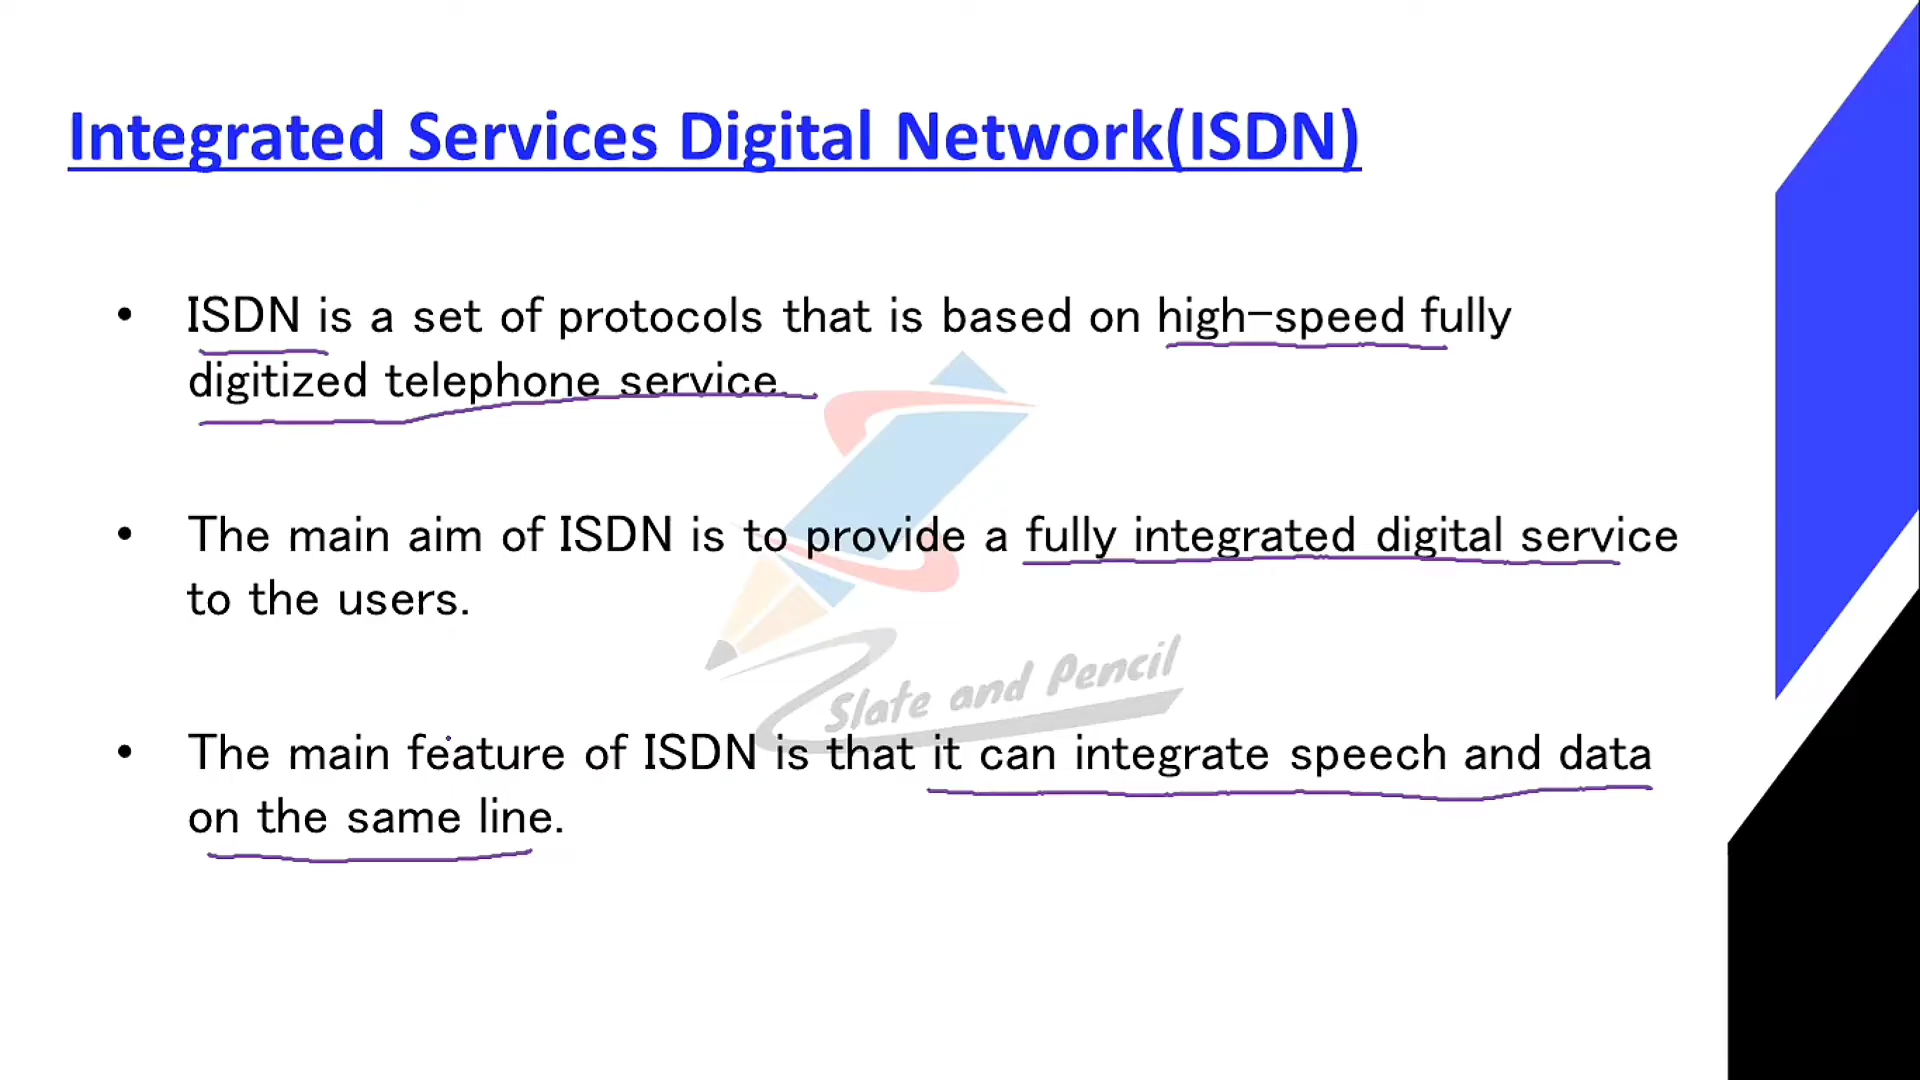 Integrated Services Digital Network(ISDN)
• ISDN is a set of protocols that is based on high-speed fully
digitized telephone service.
• The main aim of ISDN is to provide a fully integrated digital service
to the users.
Slate and Pencil
• The main feature of ISDN is that it can integrate speech and data
on the same line.